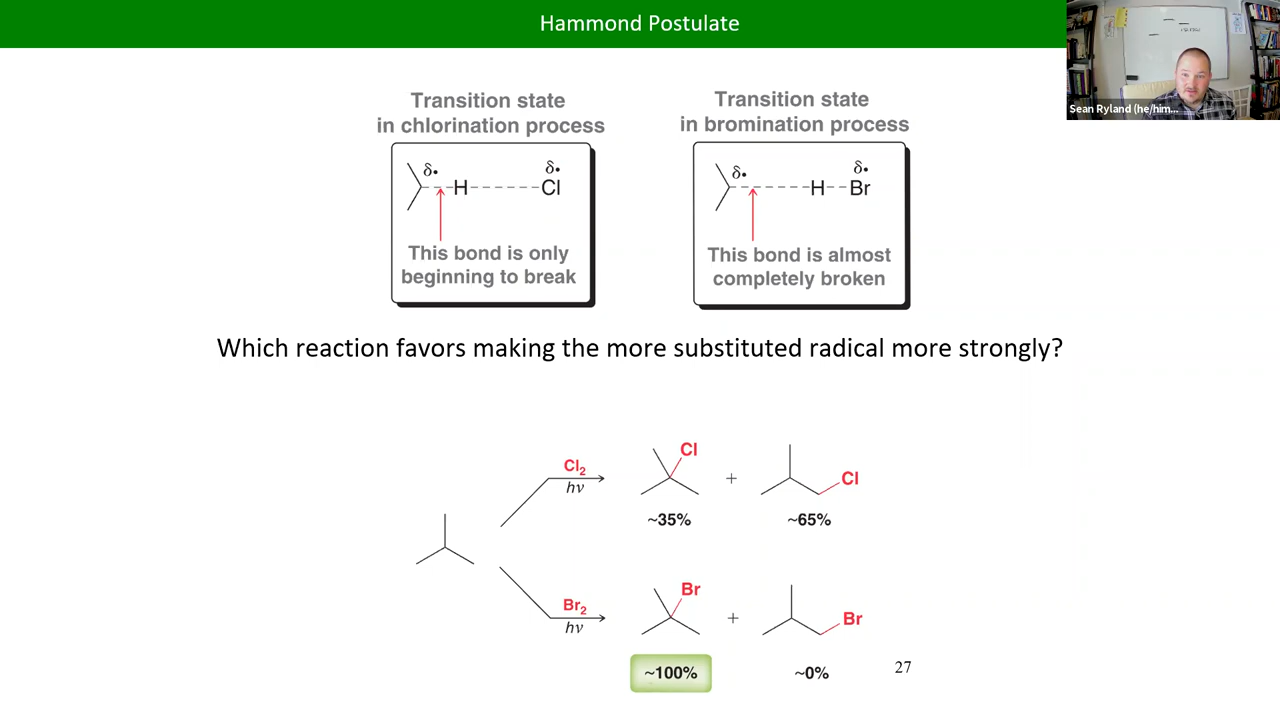 Hammond Postulate
Sean Ryland (he/him...
Transition state
in chlorination process
δ•
δ•
H
Cl
This bond is only
beginning to break
Transition state
in bromination process
δ•
δ•
H
Br
This bond is almost
completely broken
Which reaction favors making the more substituted radical more strongly?
Cl2
hν
Cl
+
Cl
~35%
~65%
Br2
hν
Br
+
Br
~100%
~0%
27